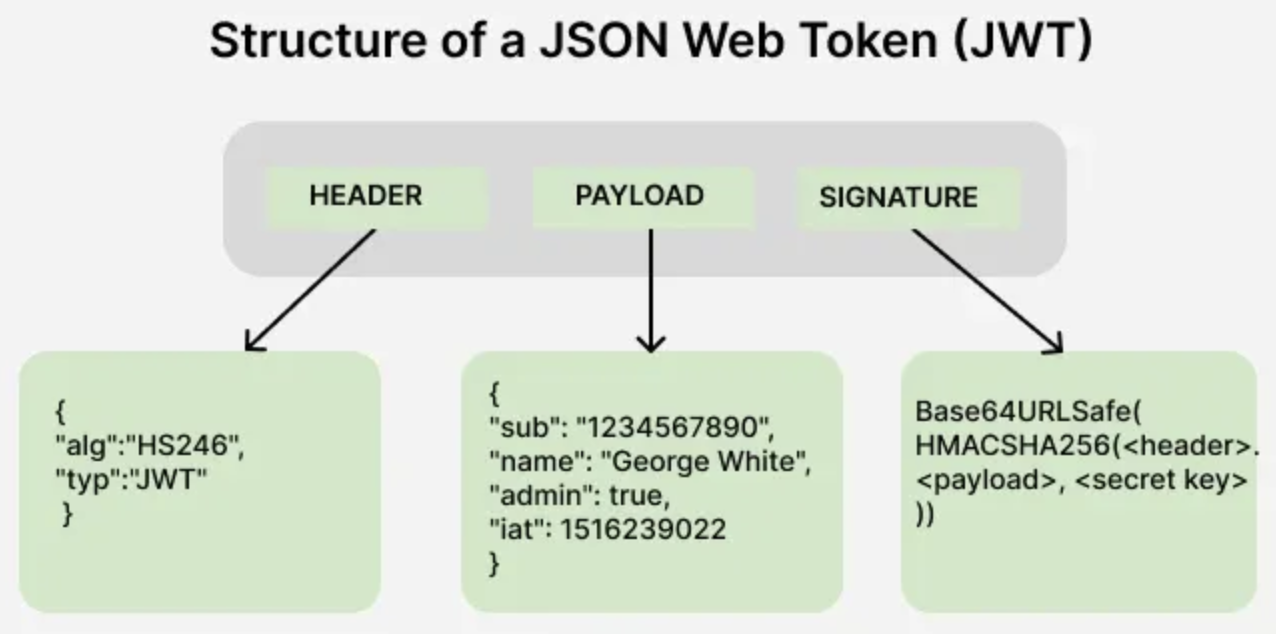 Structure of a JSON Web Token (JWT)
HEADER
PAYLOAD
SIGNATURE
{
"alg":"HS246",
"typ":"JWT"
}
{
"sub": "1234567890",
"name": "George White",
"admin": true,
"iat": 1516239022
}
Base64URLSafe(
HMACSHA256(<header>.
<payload>, <secret key>
))